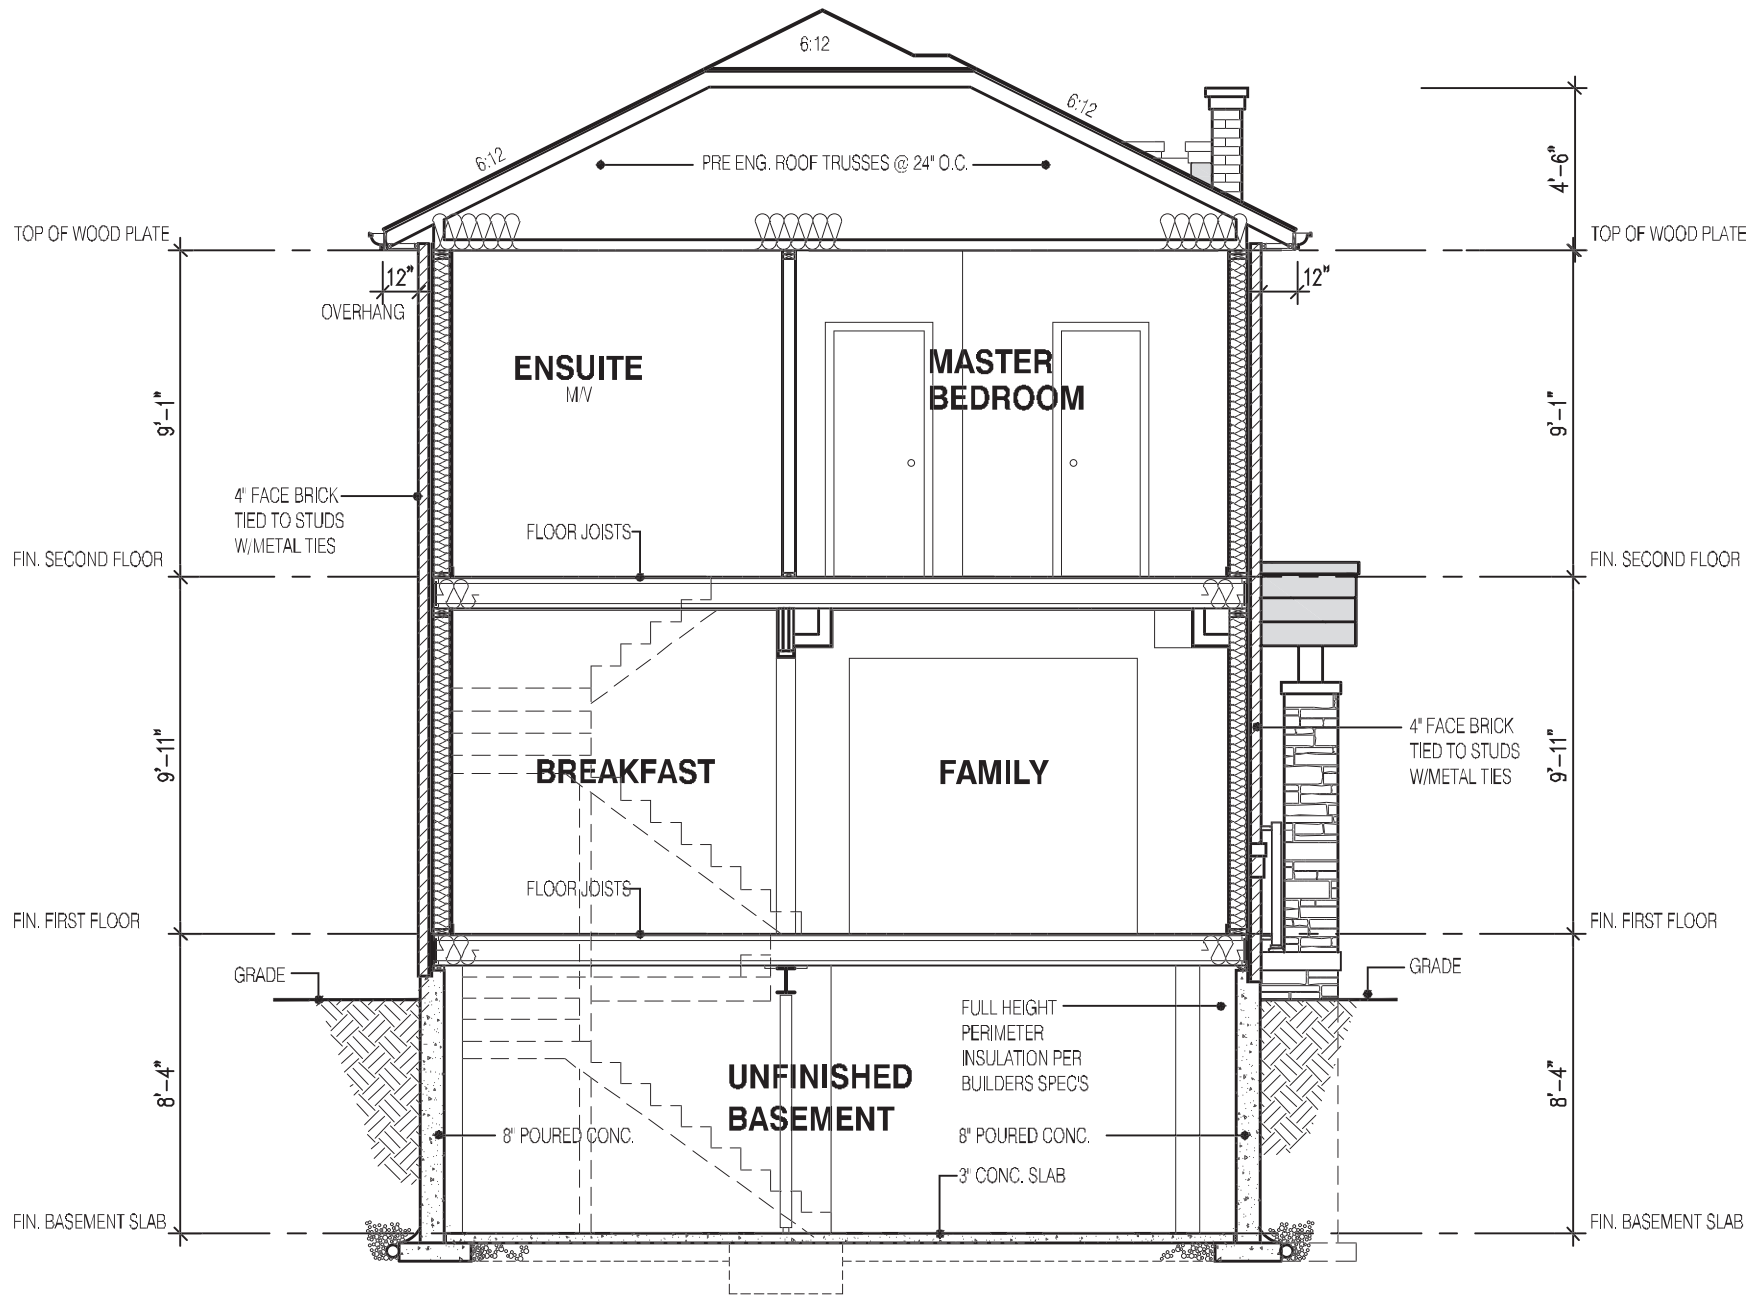 6:12
6:12
6:12
PRE ENG. ROOF TRUSSES @ 24" O.C.
4'-6"
TOP OF WOOD PLATE
TOP OF WOOD PLATE
12"
12"
OVERHANG
ENSUITE
M/V
MASTER
BEDROOM
9'-1"
9'-1"
4" FACE BRICK
TIED TO STUDS
W/METAL TIES
FLOOR JOISTS
FIN. SECOND FLOOR
FIN. SECOND FLOOR
9'-11"
9'-11"
4" FACE BRICK
TIED TO STUDS
W/METAL TIES
BREAKFAST
FAMILY
FLOOR JOISTS
FIN. FIRST FLOOR
FIN. FIRST FLOOR
GRADE
GRADE
FULL HEIGHT
PERIMETER
INSULATION PER
BUILDERS SPEC'S
8'-4"
8'-4"
UNFINISHED
BASEMENT
8" POURED CONC.
8" POURED CONC.
3" CONC. SLAB
FIN. BASEMENT SLAB
FIN. BASEMENT SLAB